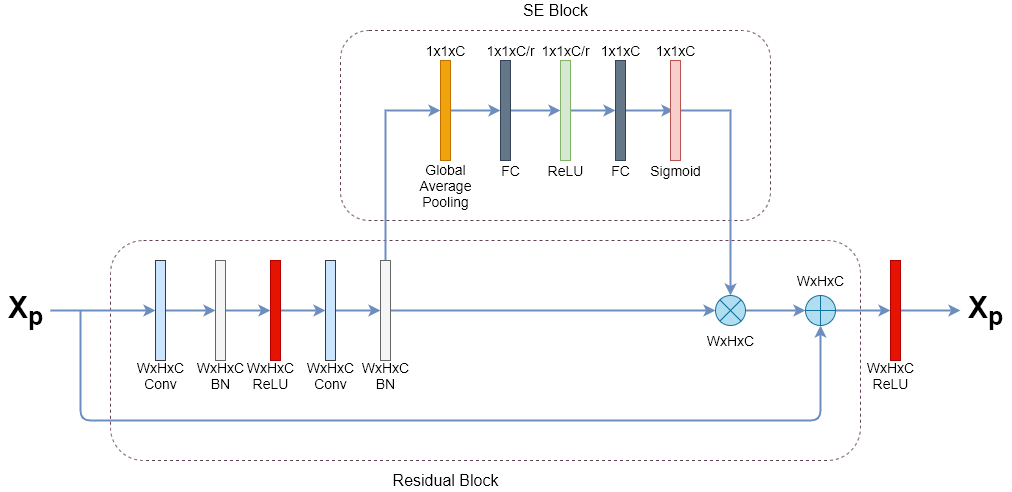 SE Block
1x1xC 1x1xC/r 1x1xC/r 1x1xC 1x1xC
Global
Average
Pooling
FC
ReLU
FC
Sigmoid
Xp
WxHxC
Conv
WxHxC
BN
WxHxC
ReLU
WxHxC
Conv
WxHxC
BN
WxHxC
WxHxC
WxHxC
ReLU
Xp
Residual Block